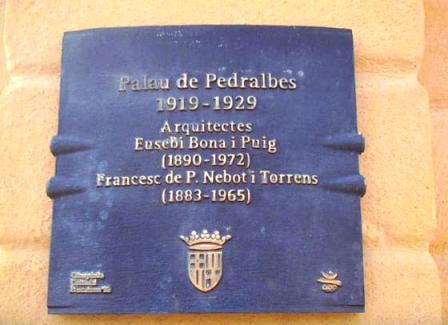 Palau de Pedralbes
1919-1929
Arquitectes
Eusebi Bona i Puig
(1890-1972)
Francesc de P. Nebot i Torrens
(1883-1965)